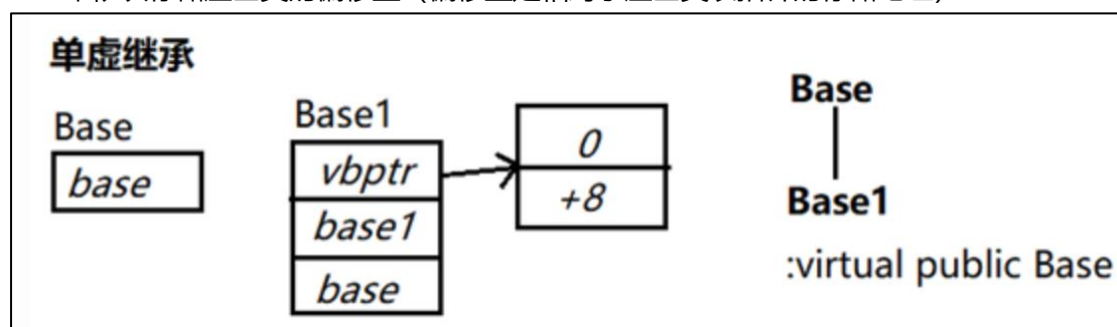 单虚继承
Base
base
Base1
vbptr
base1
base
0
+8
Base
Base1
:virtual public Base